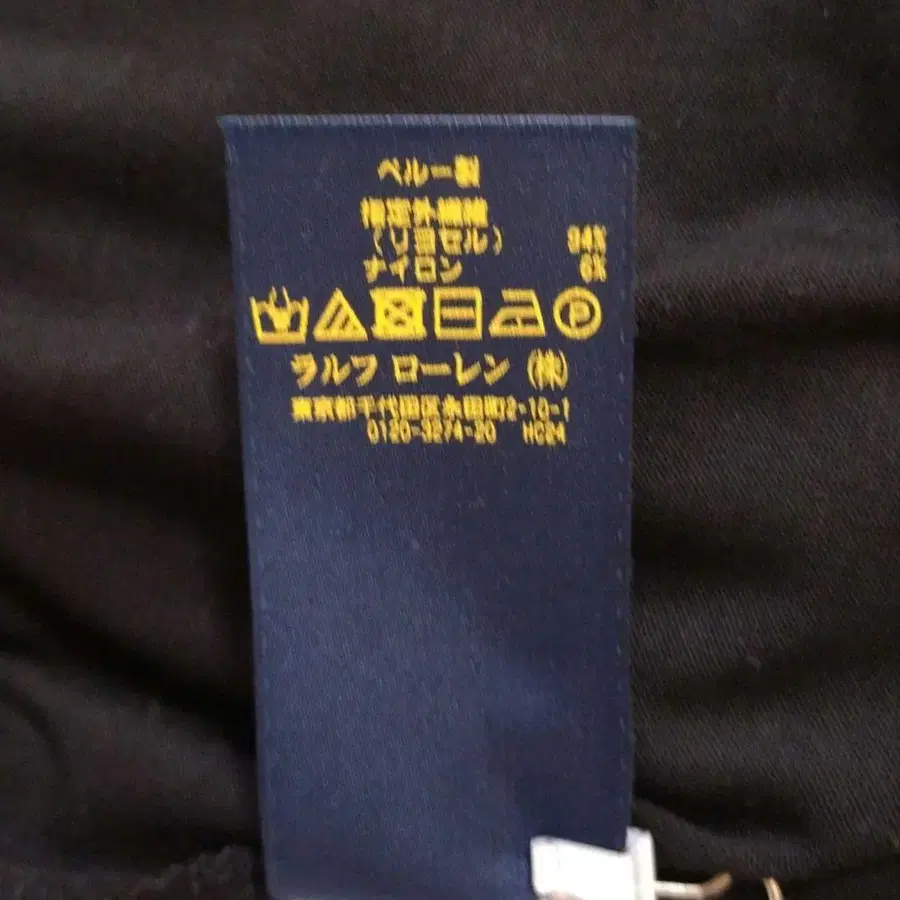 ペルー製
指定外繊維
(リヨセル) 94%
ナイロン 6%
P
ラルフ ローレン (株)
東京都千代田区永田町2-10-1
0120-3274-20 HC24